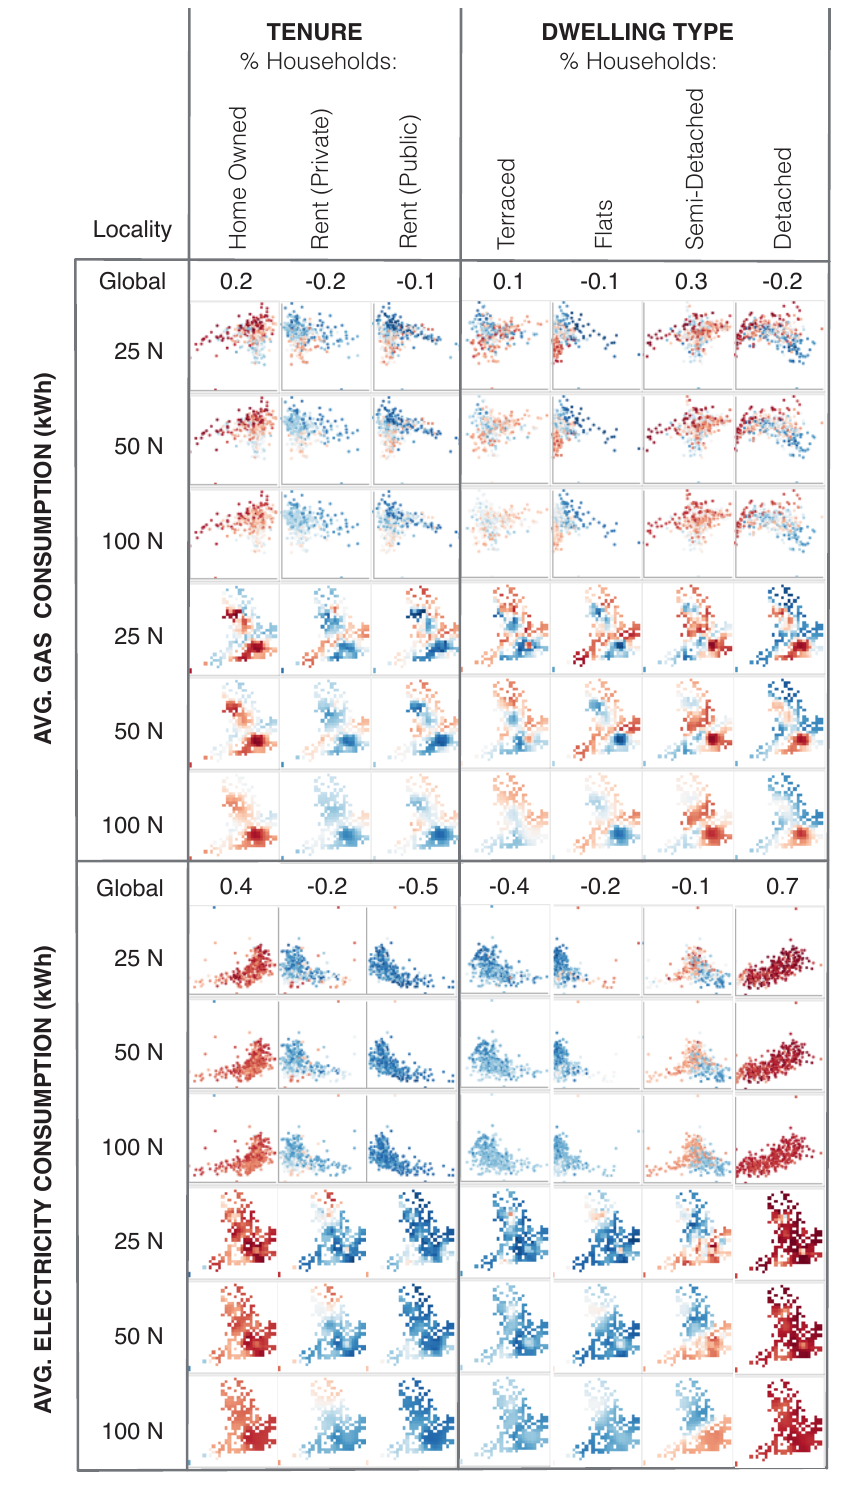 TENURE
% Households:
DWELLING TYPE
% Households:
Locality
Home Owned
Rent (Private)
Rent (Public)
Terraced
Flats
Semi-Detached
Detached
AVG. GAS CONSUMPTION (kWh)
Global 0.2 -0.2 -0.1 0.1 -0.1 0.3 -0.2
25 N
50 N
100 N
25 N
50 N
100 N
AVG. ELECTRICITY CONSUMPTION (kWh)
Global 0.4 -0.2 -0.5 -0.4 -0.2 -0.1 0.7
25 N
50 N
100 N
25 N
50 N
100 N